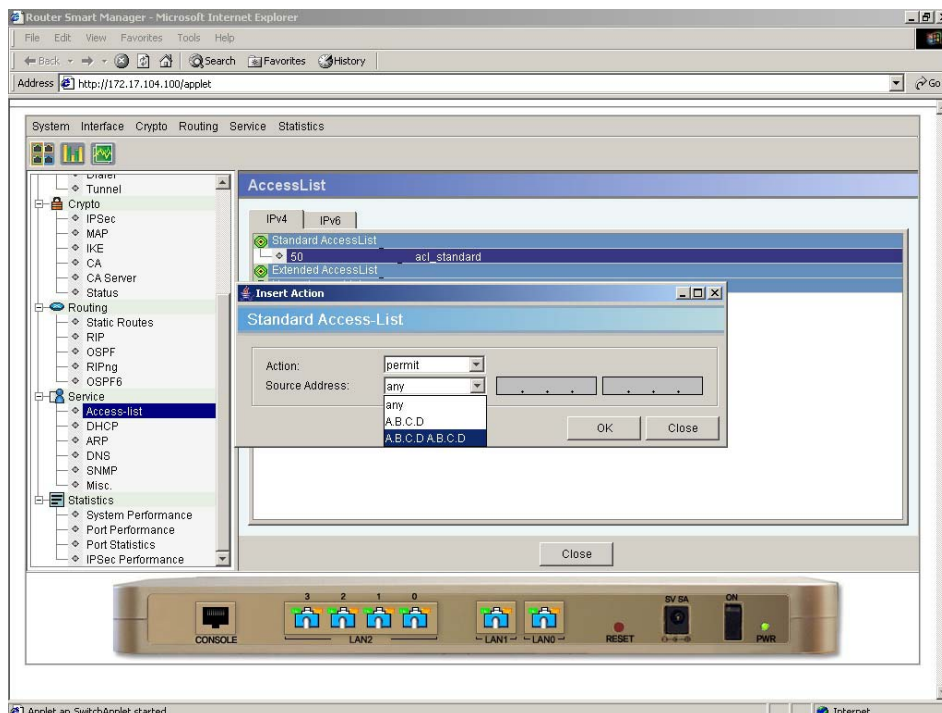 Router Smart Manager - Microsoft Internet Explorer
File Edit View Favorites Tools Help
Back Search Favorites History
Address http://172.17.104.100/applet Go
System Interface Crypto Routing Service Statistics
Dialer
Tunnel
Crypto
IPSec
MAP
IKE
CA
CA Server
Status
Routing
Static Routes
RIP
OSPF
RIPng
OSPF6
Service
Access-list
DHCP
ARP
DNS
SNMP
Misc.
Statistics
System Performance
Port Performance
Port Statistics
IPSec Performance
AccessList
IPv4 IPv6
Standard AccessList
50 acl_standard
Extended AccessList
Insert Action
Standard Access-List
Action: permit
Source Address: any
any
A.B.C.D
A.B.C.D A.B.C.D
OK Close
Close
3 2 1 0 5V 5A ON
CONSOLE LAN2 LAN1 LAN0 RESET PWR
Applet an.SwitchApplet started Internet